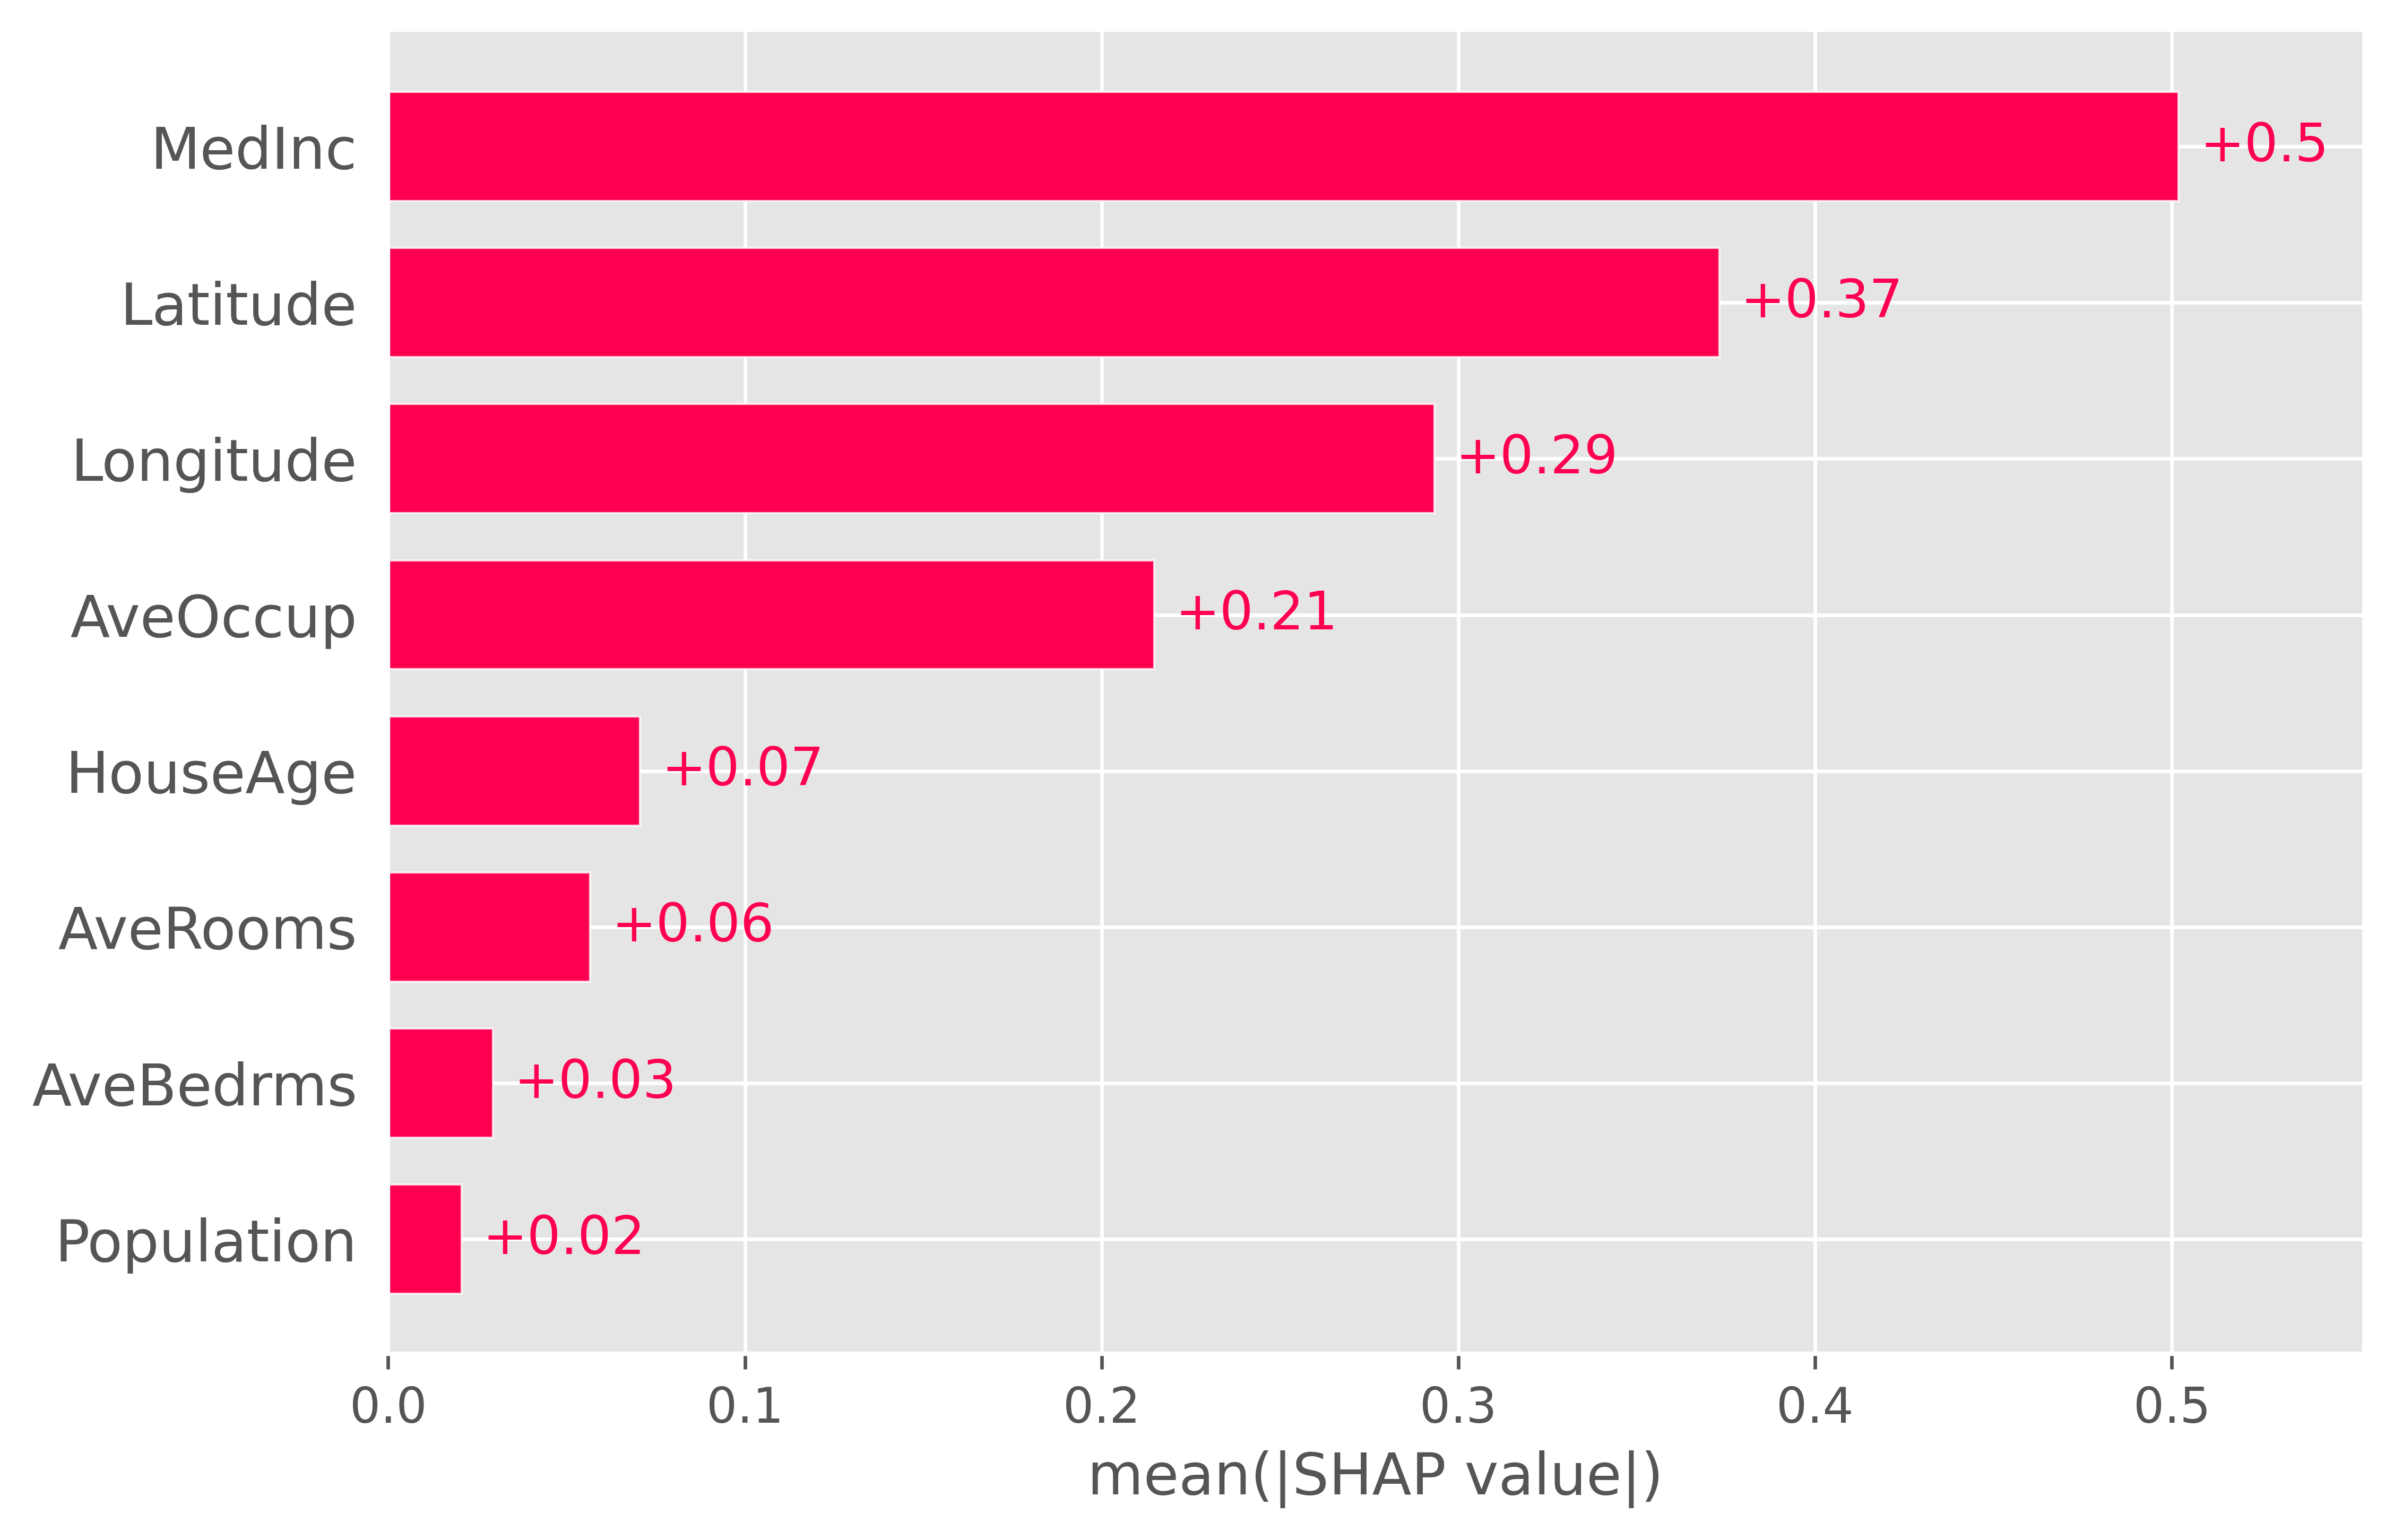 MedInc +0.5
Latitude +0.37
Longitude +0.29
AveOccup +0.21
HouseAge +0.07
AveRooms +0.06
AveBedrms +0.03
Population +0.02
0.0 0.1 0.2 0.3 0.4 0.5
mean(|SHAP value|)